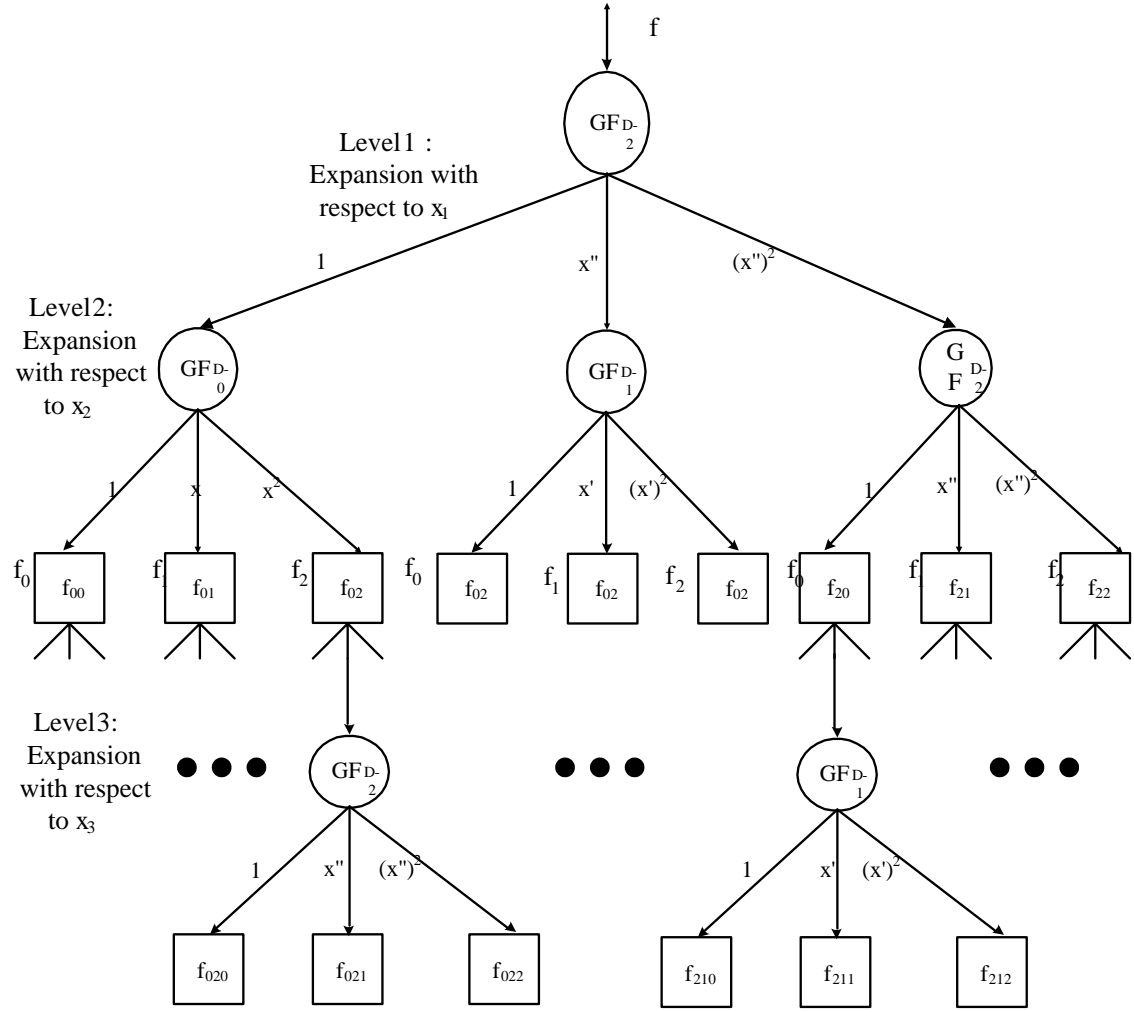 f
GF D-2
Level1 :
Expansion with
respect to x1
1
x"
(x")2
Level2:
Expansion
with respect
to x2
GF D-0
GF D-1
G
F D-2
1
x
x2
1
x'
(x')2
1
x"
(x")2
f0
f00
f1
f01
f2
f02
f0
f02
f1
f02
f2
f02
f0
f20
f1
f21
f2
f22
Level3:
Expansion
with respect
to x3
GF D-2
GF D-1
1
x"
(x")2
1
x'
(x')2
f020
f021
f022
f210
f211
f212